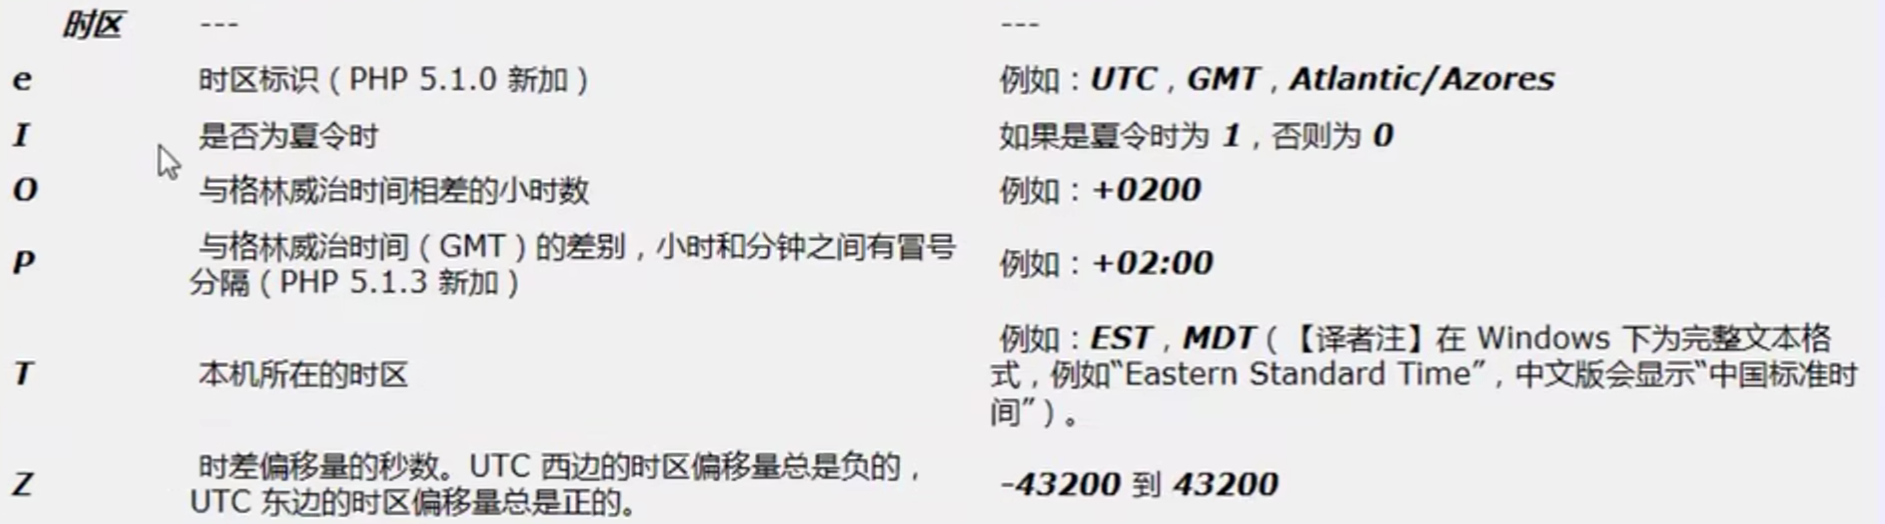 时区 --- ---
e 时区标识（PHP 5.1.0 新加） 例如：UTC，GMT，Atlantic/Azores
I 是否为夏令时 如果是夏令时为 1，否则为 0
O 与格林威治时间相差的小时数 例如：+0200
与格林威治时间（GMT）的差别，小时和分钟之间有冒号
P 例如：+02:00
分隔（PHP 5.1.3 新加）
例如：EST，MDT（【译者注】在 Windows 下为完整文本格
T 本机所在的时区 式，例如“Eastern Standard Time”，中文版会显示“中国标准时
间”）。
时差偏移量的秒数。UTC 西边的时区偏移量总是负的，
Z -43200 到 43200
UTC 东边的时区偏移量总是正的。